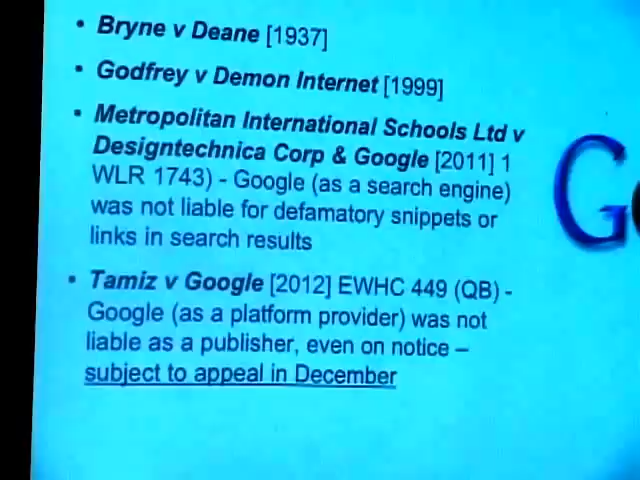 • Bryne v Deane [1937]
• Godfrey v Demon Internet [1999]
• Metropolitan International Schools Ltd v
Designtechnica Corp & Google [2011] 1
WLR 1743) - Google (as a search engine)
was not liable for defamatory snippets or
links in search results
• Tamiz v Google [2012] EWHC 449 (QB) -
Google (as a platform provider) was not
liable as a publisher, even on notice –
subject to appeal in December